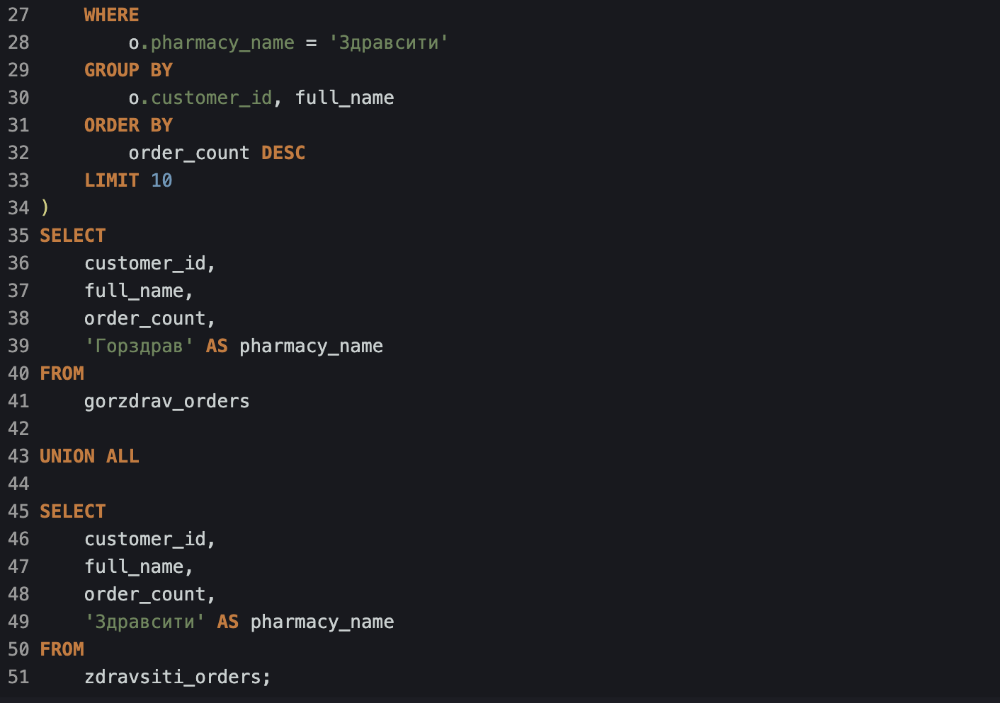 27 WHERE
28 o.pharmacy_name = 'Здравсити'
29 GROUP BY
30 o.customer_id, full_name
31 ORDER BY
32 order_count DESC
33 LIMIT 10
34 )
35 SELECT
36 customer_id,
37 full_name,
38 order_count,
39 'Горздрав' AS pharmacy_name
40 FROM
41 gorzdrav_orders
42
43 UNION ALL
44
45 SELECT
46 customer_id,
47 full_name,
48 order_count,
49 'Здравсити' AS pharmacy_name
50 FROM
51 zdravsiti_orders;